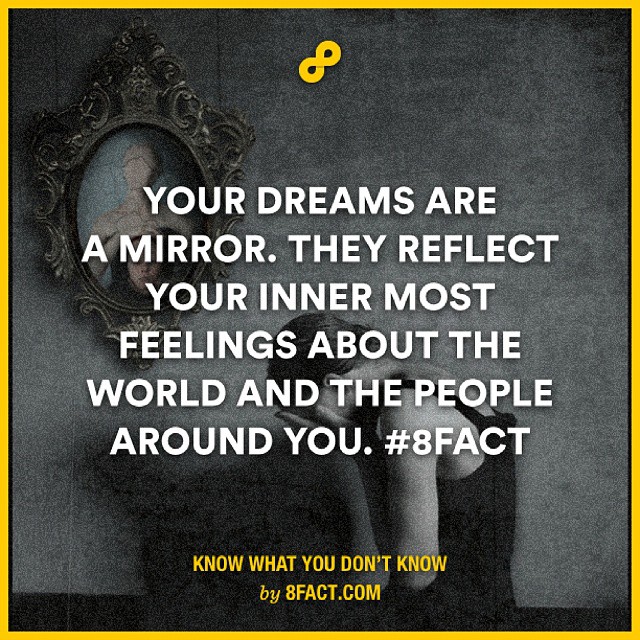 YOUR DREAMS ARE
A MIRROR. THEY REFLECT
YOUR INNER MOST
FEELINGS ABOUT THE
WORLD AND THE PEOPLE
AROUND YOU. #8FACT
KNOW WHAT YOU DON'T KNOW
by 8FACT.COM